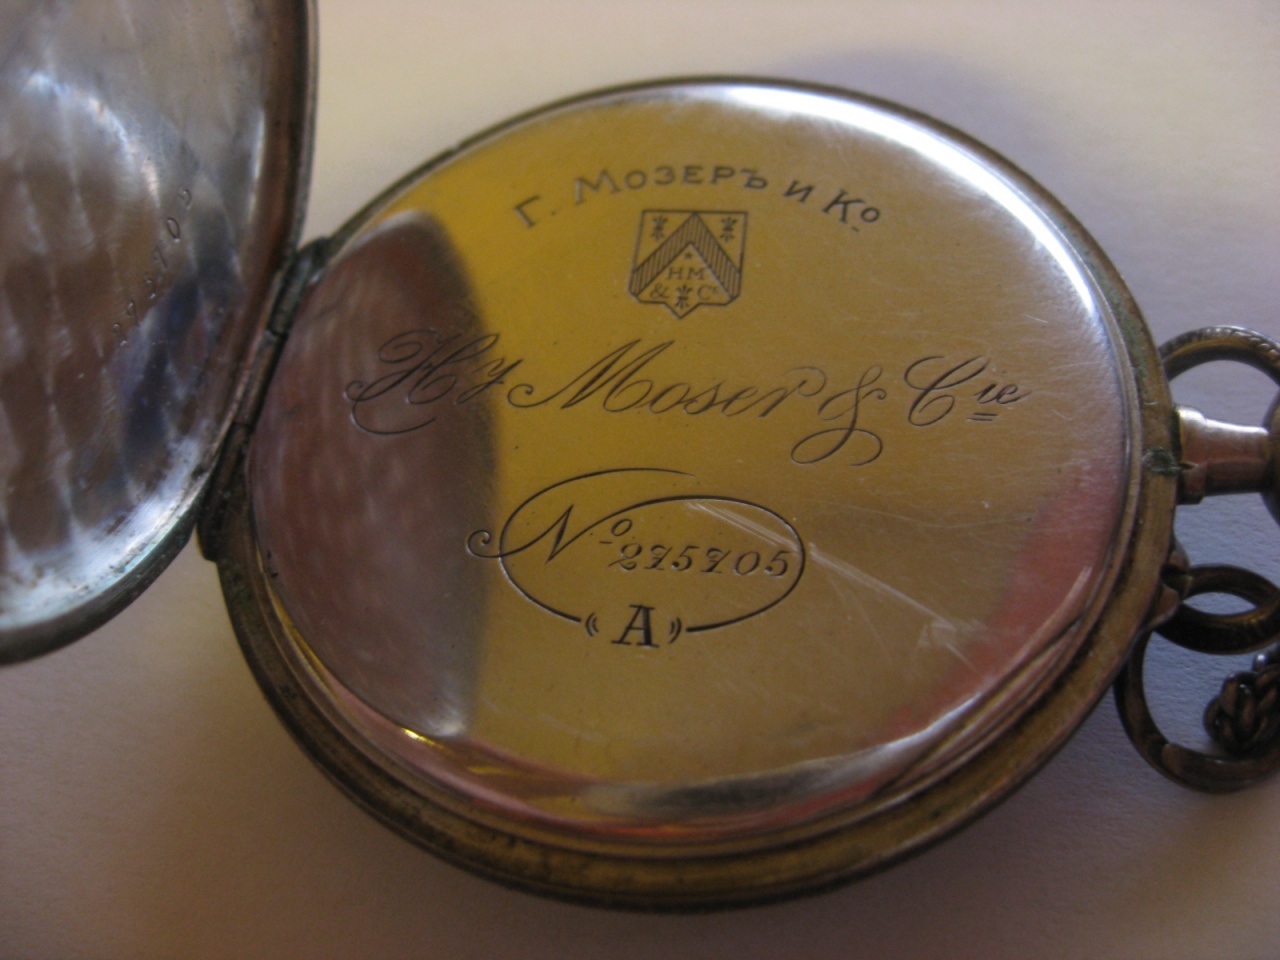 Г. Мозеръ и Ко.
HM
& Co
Hy Moser & Cie
No 275705
A